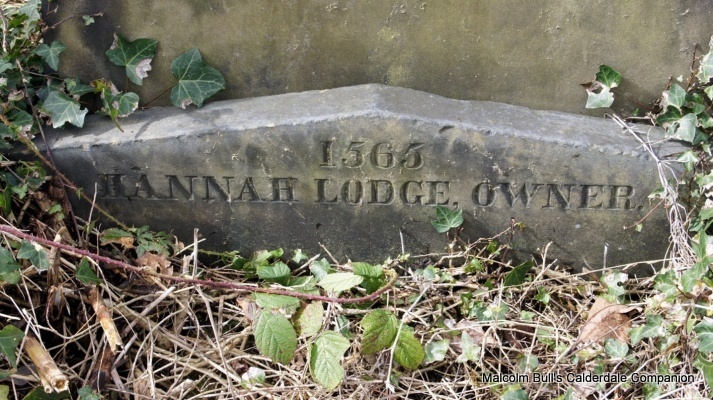 1565
HANNAH LODGE, OWNER.
Malcolm Bull's Calderdale Companion